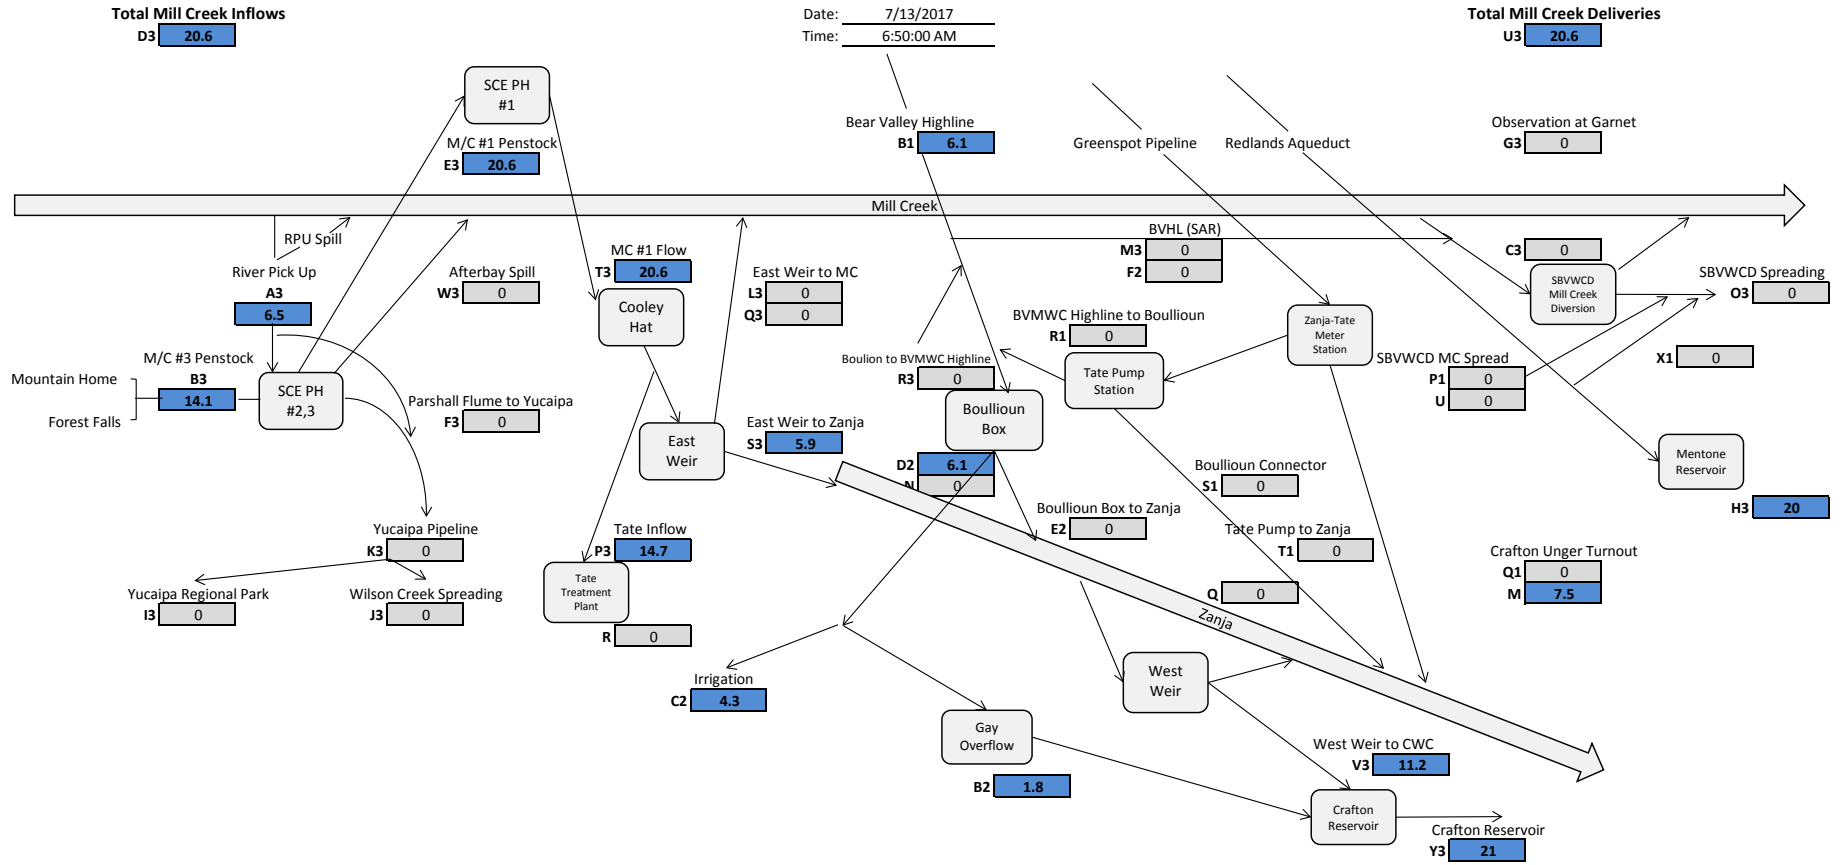 Total Mill Creek Inflows
D3 20.6
Date: 7/13/2017
Time: 6:50:00 AM
Total Mill Creek Deliveries
U3 20.6
SCE PH
#1
M/C #1 Penstock
E3 20.6
Bear Valley Highline
B1 6.1
Greenspot Pipeline
Redlands Aqueduct
Observation at Garnet
G3 0
Mill Creek
RPU Spill
River Pick Up
A3
6.5
Afterbay Spill
W3 0
MC #1 Flow
T3 20.6
Cooley
Hat
East Weir to MC
L3 0
Q3 0
BVHL (SAR)
M3 0
F2 0
C3 0
SBVWCD
Mill Creek
Diversion
SBVWCD Spreading
O3 0
BVMWC Highline to Boullioun
R1 0
Zanja-Tate
Meter
Station
M/C #3 Penstock
B3
14.1
Mountain Home
Forest Falls
SCE PH
#2,3
Parshall Flume to Yucaipa
F3 0
Boulion to BVMWC Highline
R3 0
Tate Pump
Station
SBVWCD MC Spread
P1 0
U 0
X1 0
Boullioun
Box
East
Weir
East Weir to Zanja
S3 5.9
D2 6.1
N 0
Boullioun Connector
S1 0
Mentone
Reservoir
H3 20
Boullioun Box to Zanja
E2 0
Yucaipa Pipeline
K3 0
Tate Inflow
P3 14.7
Tate
Treatment
Plant
R 0
Tate Pump to Zanja
T1 0
Crafton Unger Turnout
Q1 0
M 7.5
Yucaipa Regional Park
I3 0
Wilson Creek Spreading
J3 0
Q 0
Zanja
Irrigation
C2 4.3
West
Weir
Gay
Overflow
B2 1.8
West Weir to CWC
V3 11.2
Crafton
Reservoir
Crafton Reservoir
Y3 21